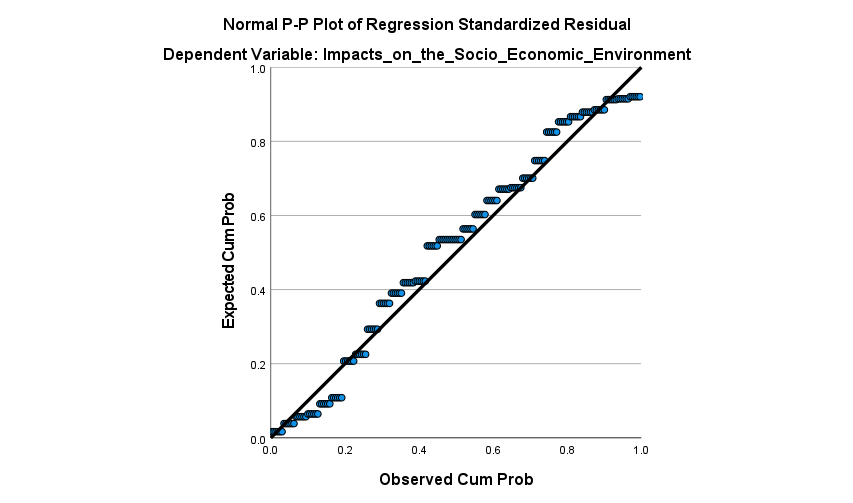 Normal P-P Plot of Regression Standardized Residual
Dependent Variable: Impacts_on_the_Socio_Economic_Environment
1.0
0.8
0.6
0.4
0.2
0.0
Expected Cum Prob
0.0 0.2 0.4 0.6 0.8 1.0
Observed Cum Prob